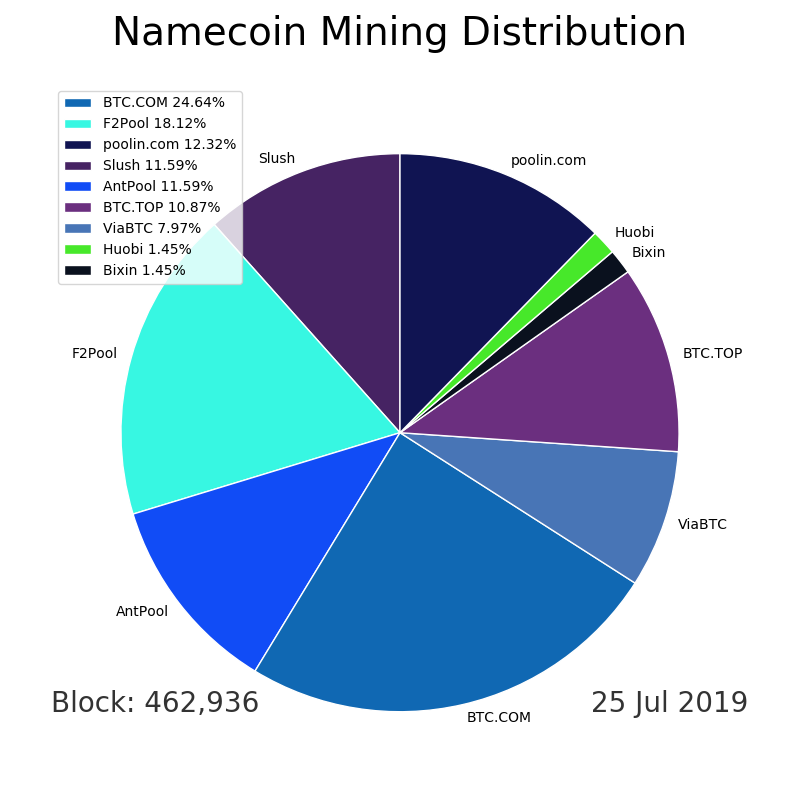 Namecoin Mining Distribution
BTC.COM 24.64%
F2Pool 18.12%
poolin.com 12.32%
Slush 11.59%
AntPool 11.59%
BTC.TOP 10.87%
ViaBTC 7.97%
Huobi 1.45%
Bixin 1.45%
Slush
poolin.com
Huobi
Bixin
F2Pool
BTC.TOP
ViaBTC
AntPool
BTC.COM
Block: 462,936
25 Jul 2019